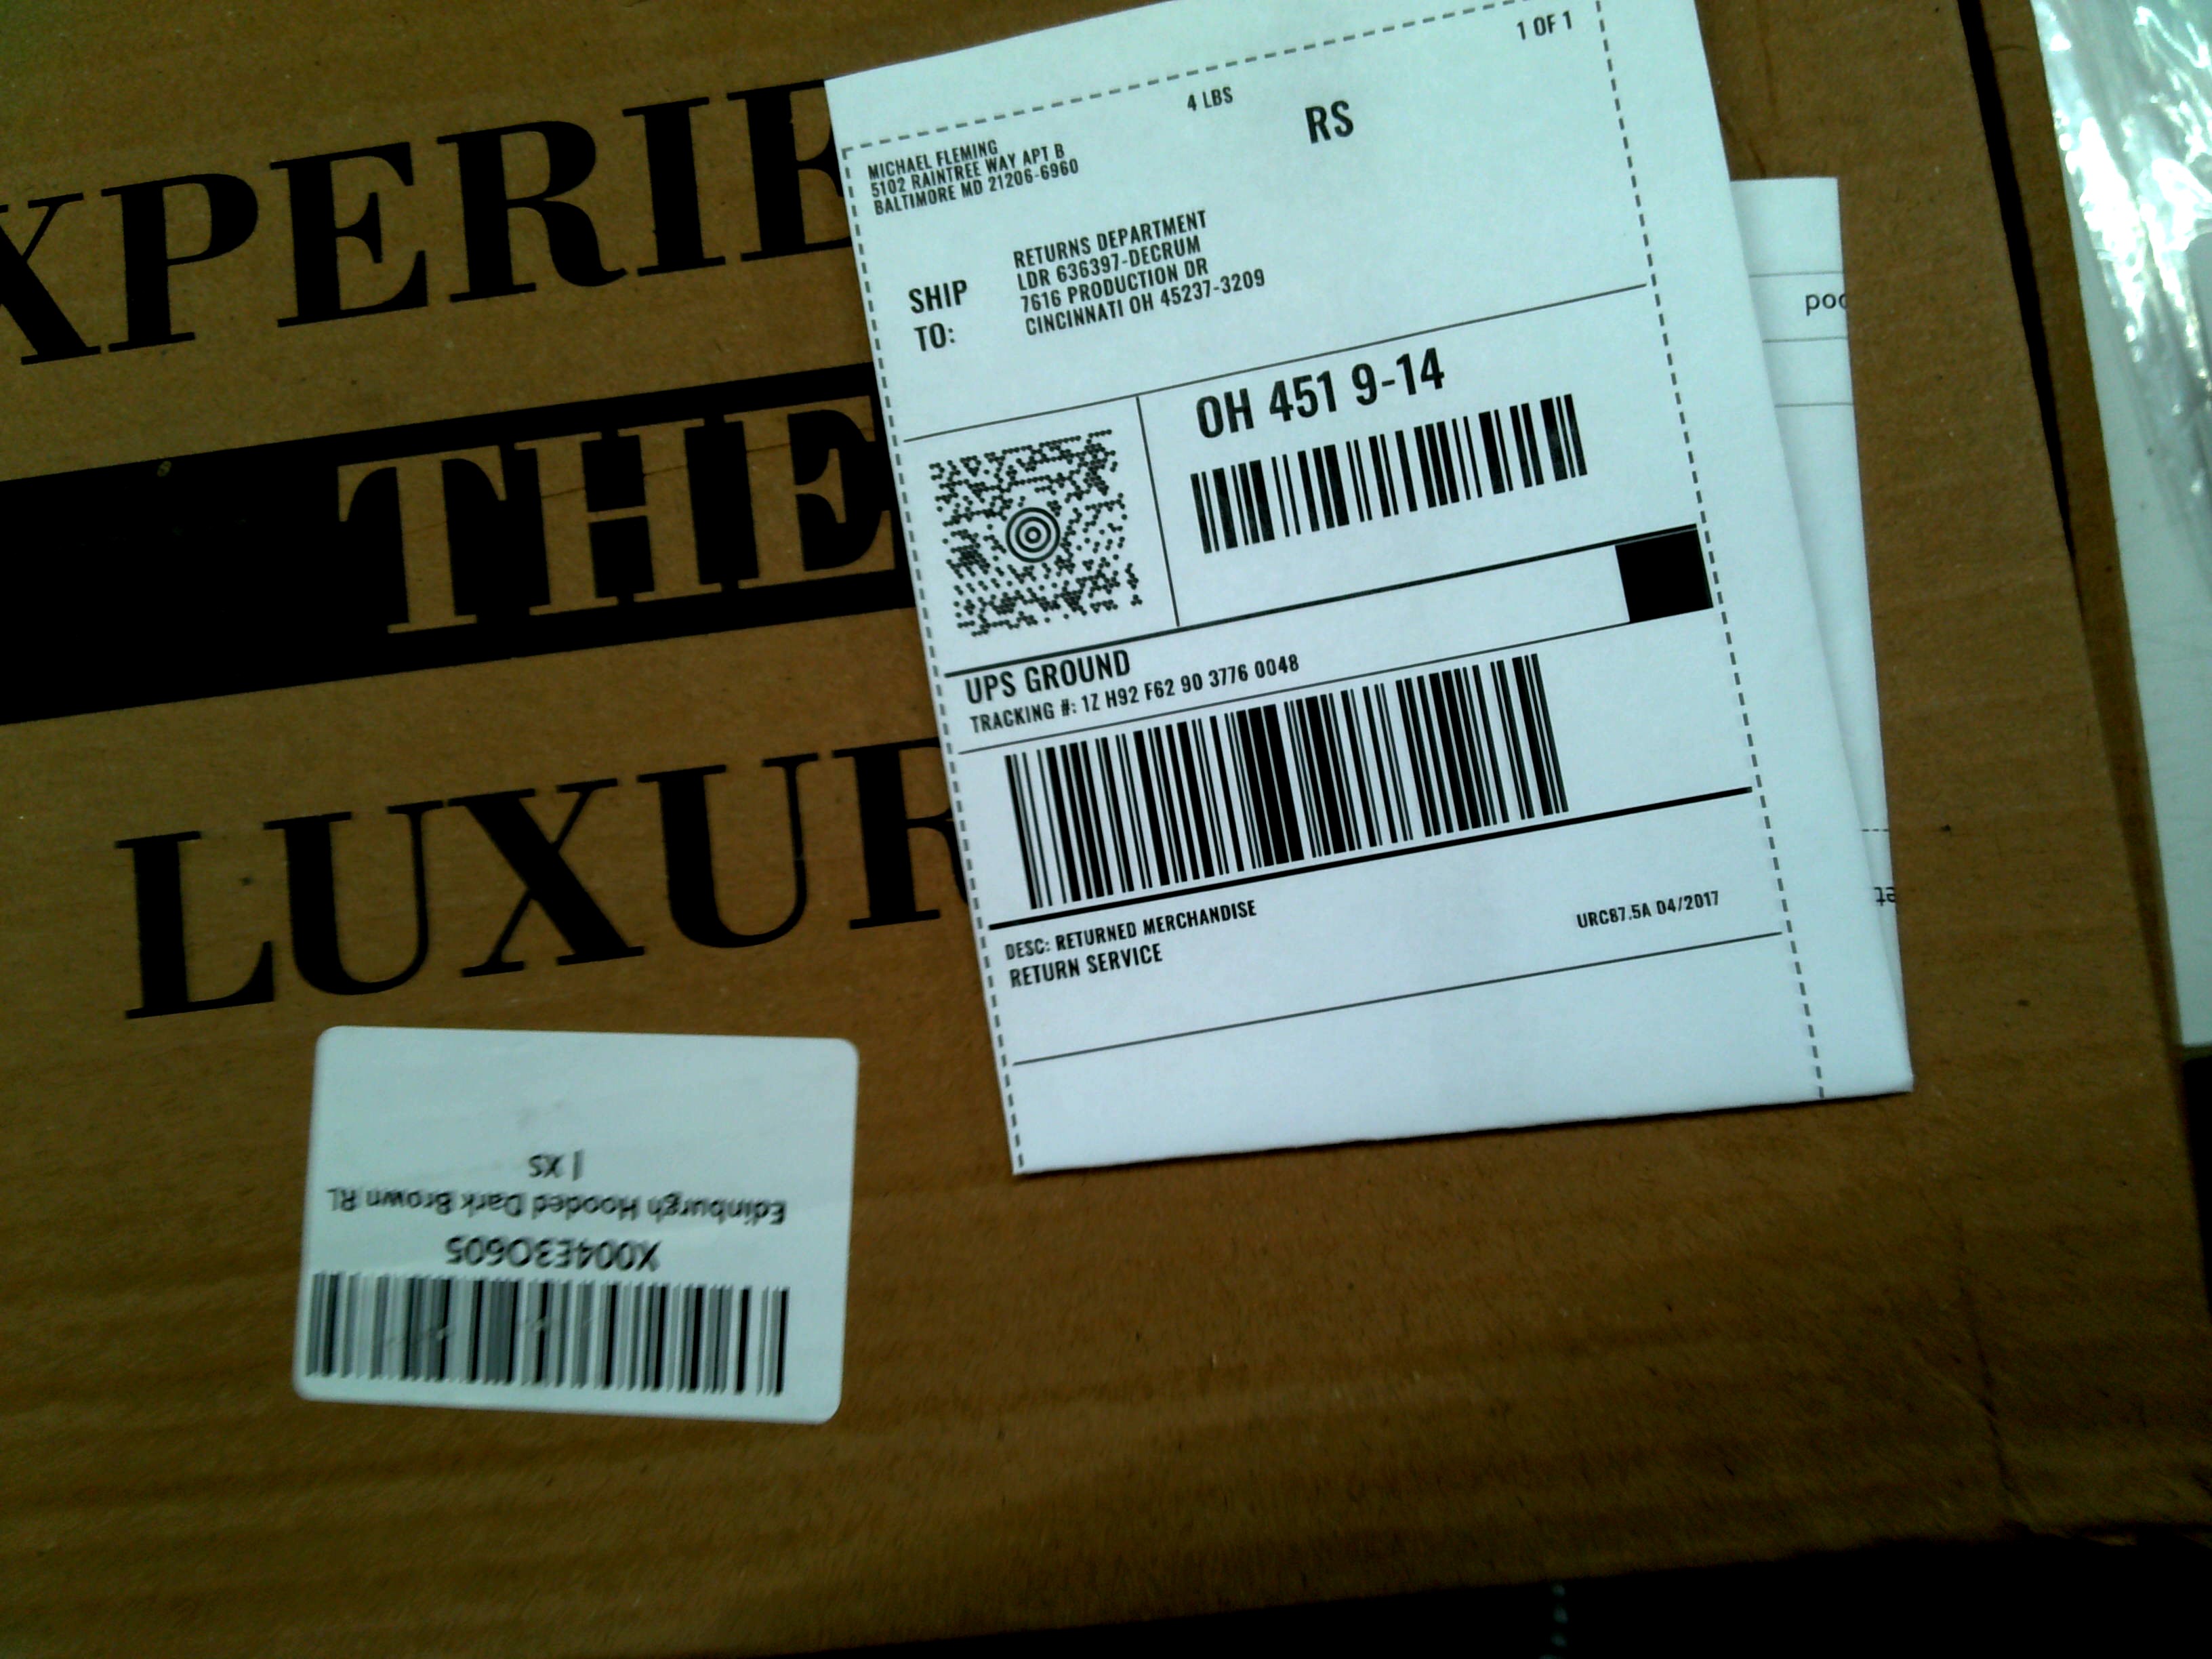 XPERIE
THE
LUXUR
1 OF 1
4 LBS
RS
MICHAEL FLEMING
5102 RAINTREE WAY APT B
BALTIMORE MD 21206-6960
SHIP
TO:
RETURNS DEPARTMENT
LDR 636397-DECRUM
7616 PRODUCTION DR
CINCINNATI OH 45237-3209
OH 451 9-14
UPS GROUND
TRACKING #: 1Z H92 F62 90 3776 0048
DESC: RETURNED MERCHANDISE
RETURN SERVICE
URC87.5A 04/2017
X004E3O605
Edinburgh Hooded Dark Brown RL
| XS